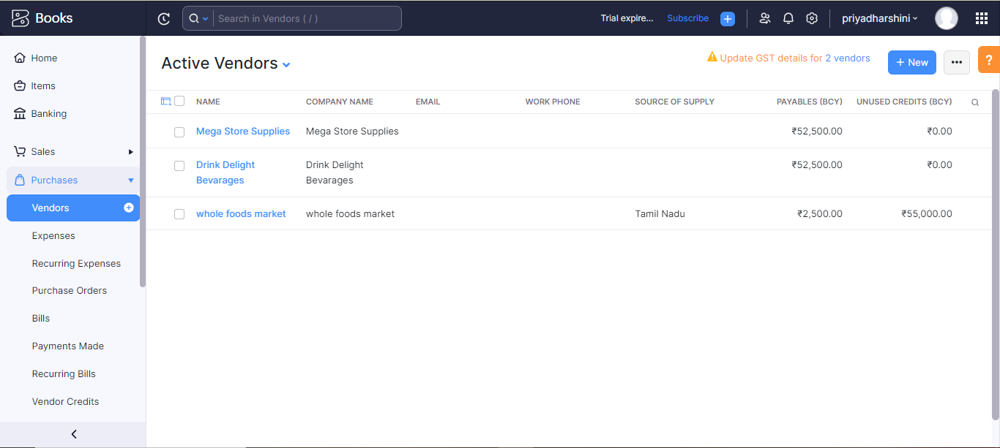 Books
Search in Vendors ( / )
Trial expire...
Subscribe
priyadharshini
Home
Items
Banking
Sales
Purchases
Vendors
Expenses
Recurring Expenses
Purchase Orders
Bills
Payments Made
Recurring Bills
Vendor Credits
Active Vendors
Update GST details for 2 vendors
+ New
?
NAME COMPANY NAME EMAIL WORK PHONE SOURCE OF SUPPLY PAYABLES (BCY) UNUSED CREDITS (BCY)
Mega Store Supplies Mega Store Supplies ₹52,500.00 ₹0.00
Drink Delight Drink Delight ₹52,500.00 ₹0.00
Bevarages Bevarages
whole foods market whole foods market Tamil Nadu ₹2,500.00 ₹55,000.00